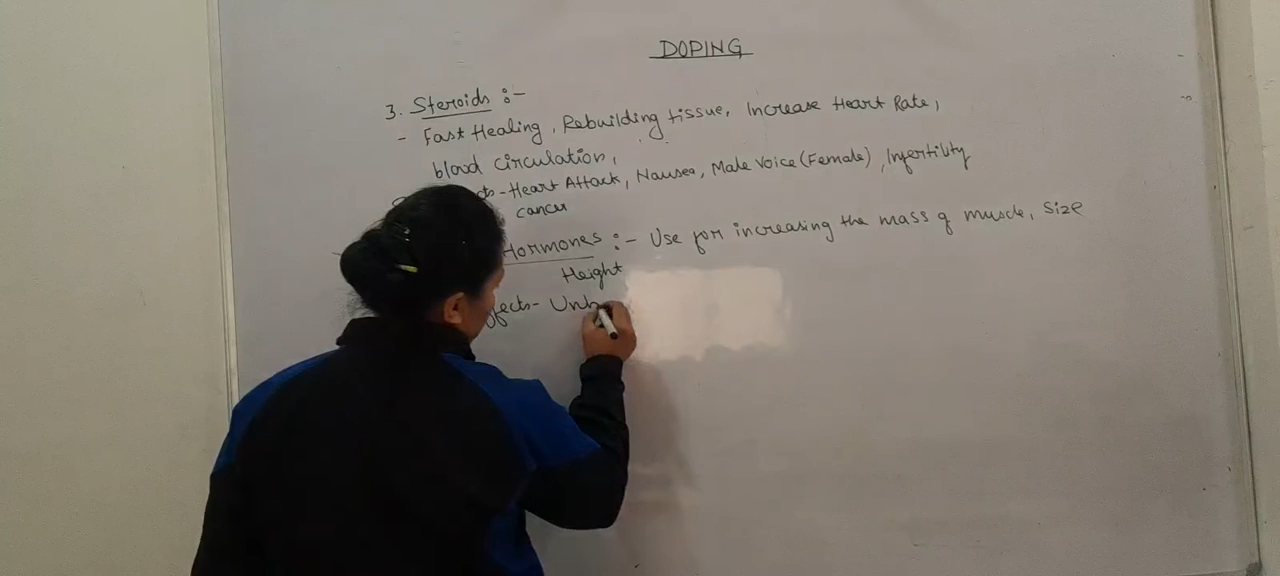 DOPING
3. Steroids :-
- Fast Healing, Rebuilding tissue, Increase Heart Rate,
blood circulation,
- Heart Attack, Nausea, Male Voice (Female), Infertility
cancer
Hormones :- Use for increasing the mass of muscle, size
Height